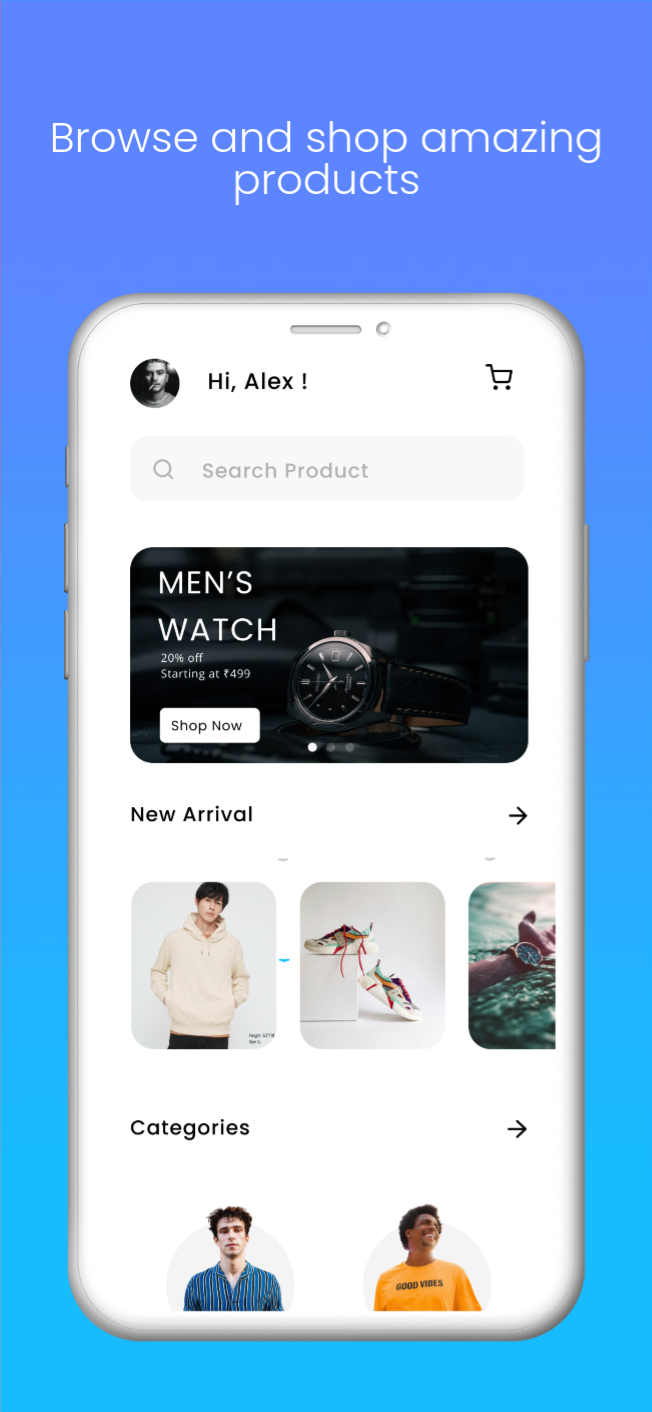 Browse and shop amazing
products
Hi, Alex !
Search Product
MEN'S
WATCH
20% off
Starting at ₹499
Shop Now
New Arrival
Categories
GOOD VIBES